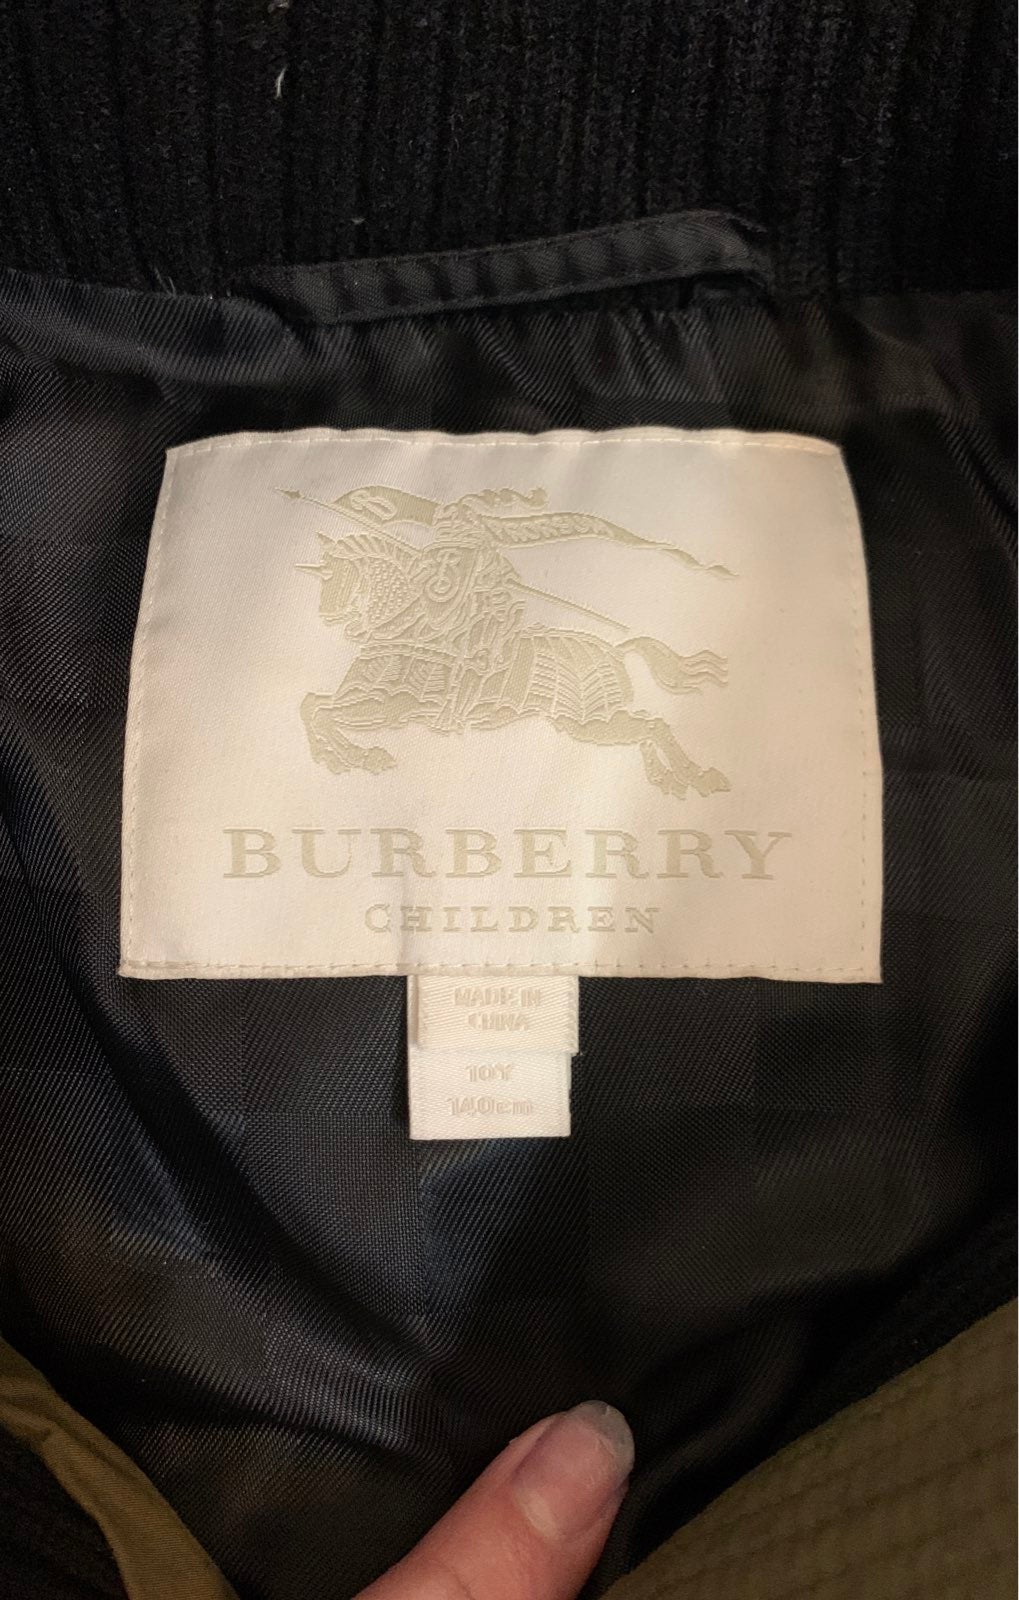 BURBERRY
CHILDREN
MADE IN
CHINA
10Y
140cm